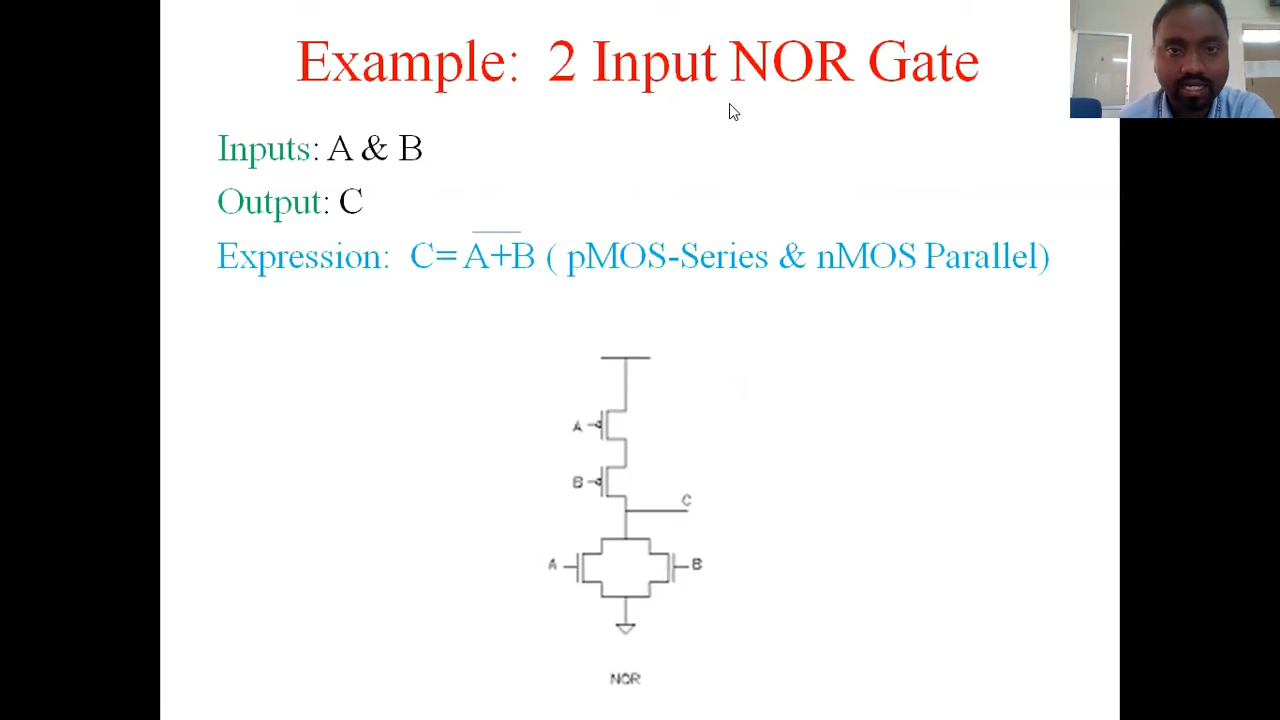 Example: 2 Input NOR Gate
Inputs: A & B
Output: C
Expression: C= A+B ( pMOS-Series & nMOS Parallel)
A
B
C
A
B
NOR